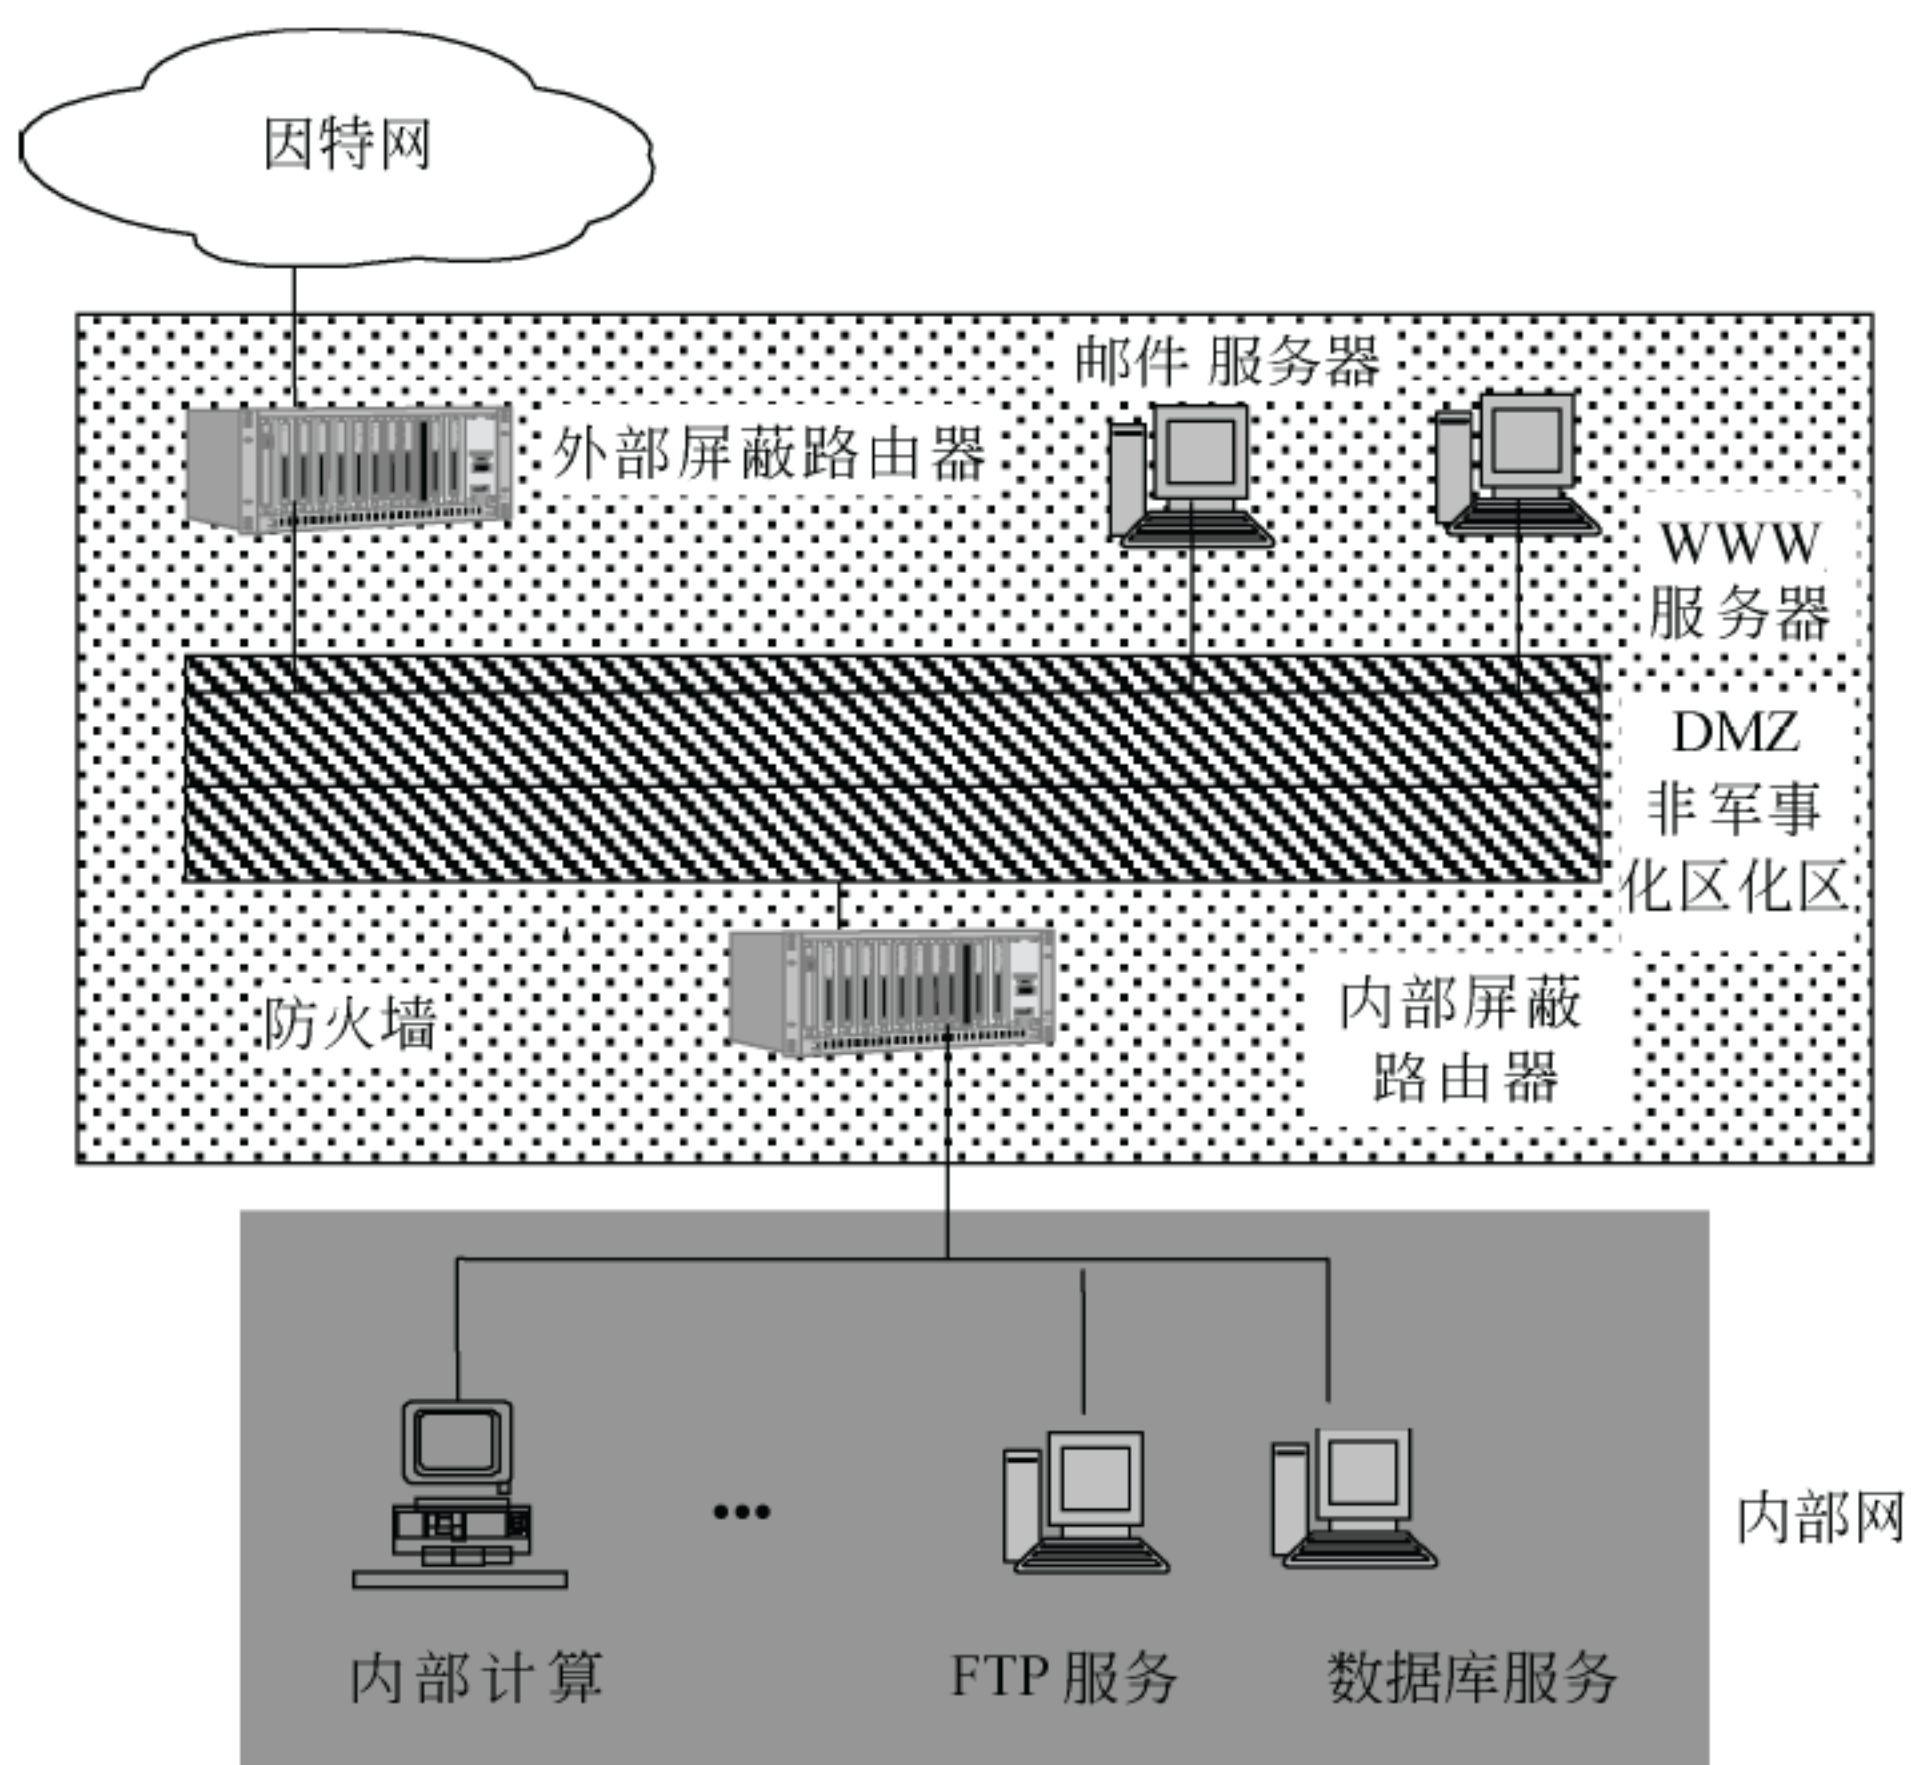 因特网
邮件 服务器
外部屏蔽路由器
WWW
服务器
DMZ
非军事
化区化区
防火墙
内部屏蔽
路由器
内部网
内部计算
FTP 服务
数据库服务